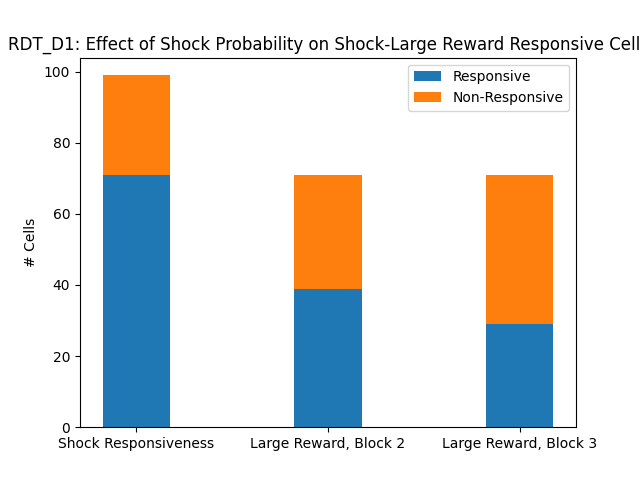 RDT_D1: Effect of Shock Probability on Shock-Large Reward Responsive Cell
Responsive
Non-Responsive
# Cells
100
80
60
40
20
0
Shock Responsiveness
Large Reward, Block 2
Large Reward, Block 3